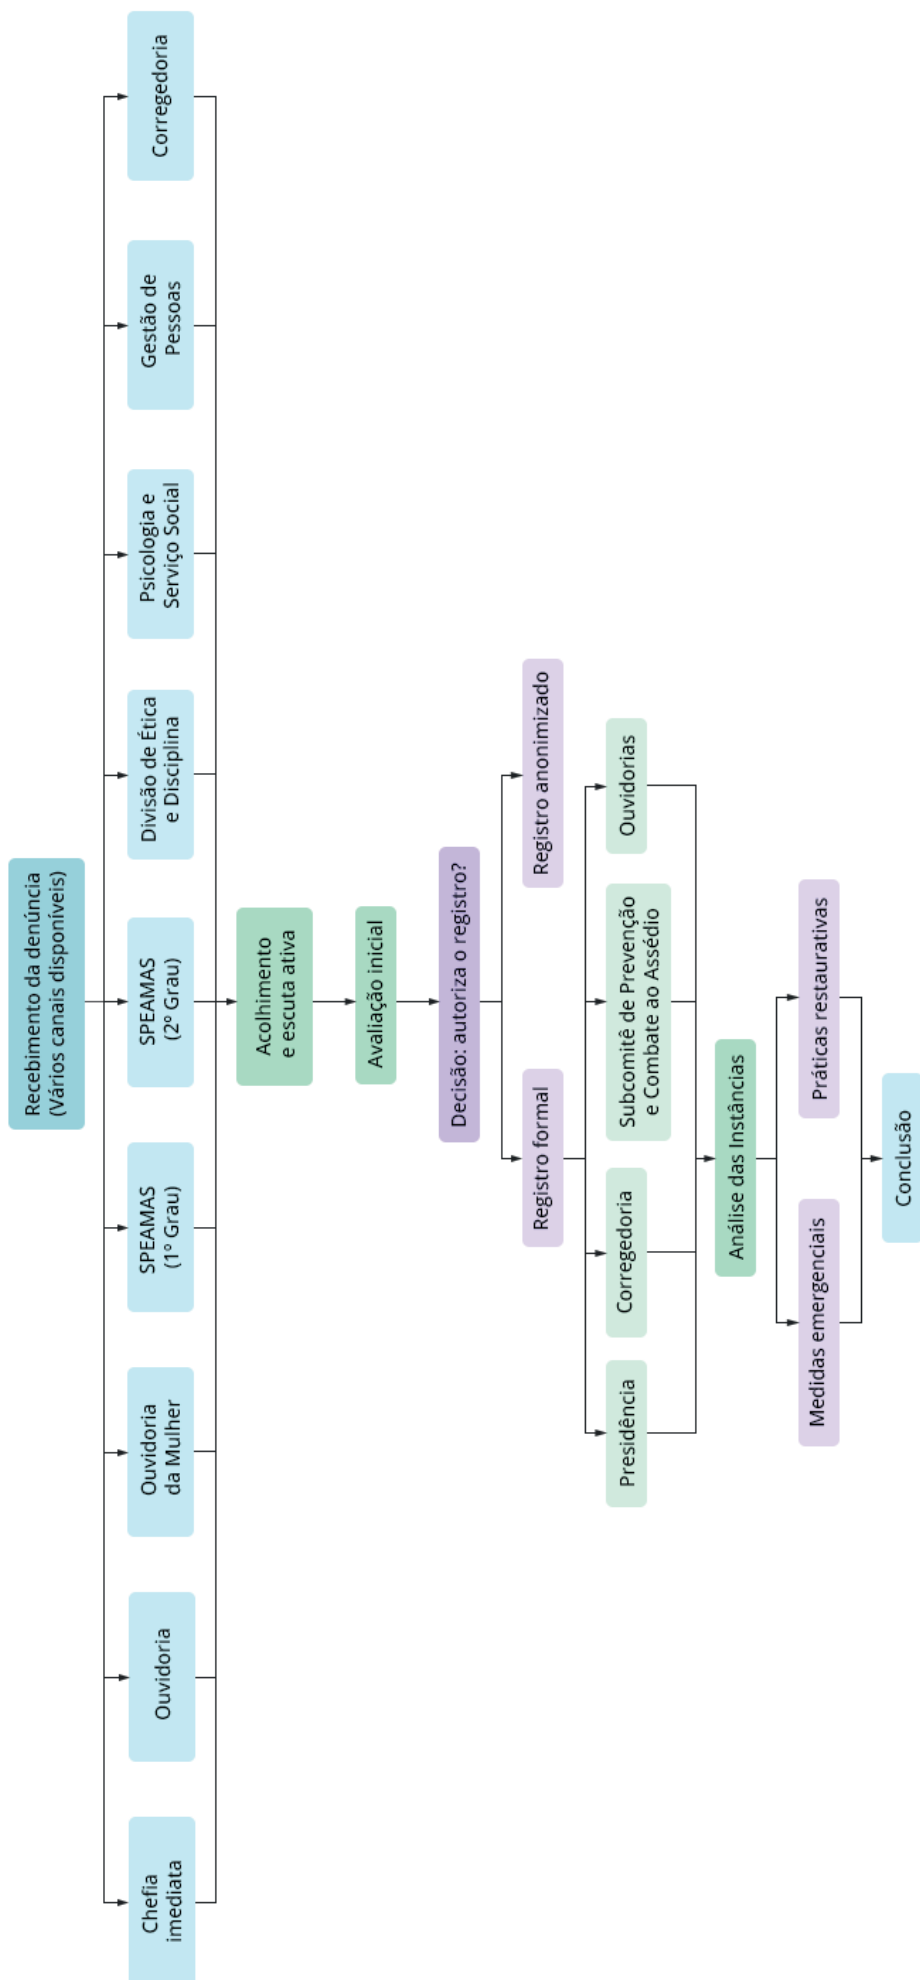 Recebimento da denúncia
(Vários canais disponíveis)
Chefia
imediata
Ouvidoria
Ouvidoria
da Mulher
SPEAMAS
(1º Grau)
SPEAMAS
(2º Grau)
Divisão de Ética
e Disciplina
Psicologia e
Serviço Social
Gestão de
Pessoas
Corregedoria
Acolhimento
e escuta ativa
Avaliação inicial
Decisão: autoriza o registro?
Registro formal
Registro anonimizado
Presidência
Corregedoria
Subcomitê de Prevenção
e Combate ao Assédio
Ouvidorias
Análise das Instâncias
Medidas emergenciais
Práticas restaurativas
Conclusão